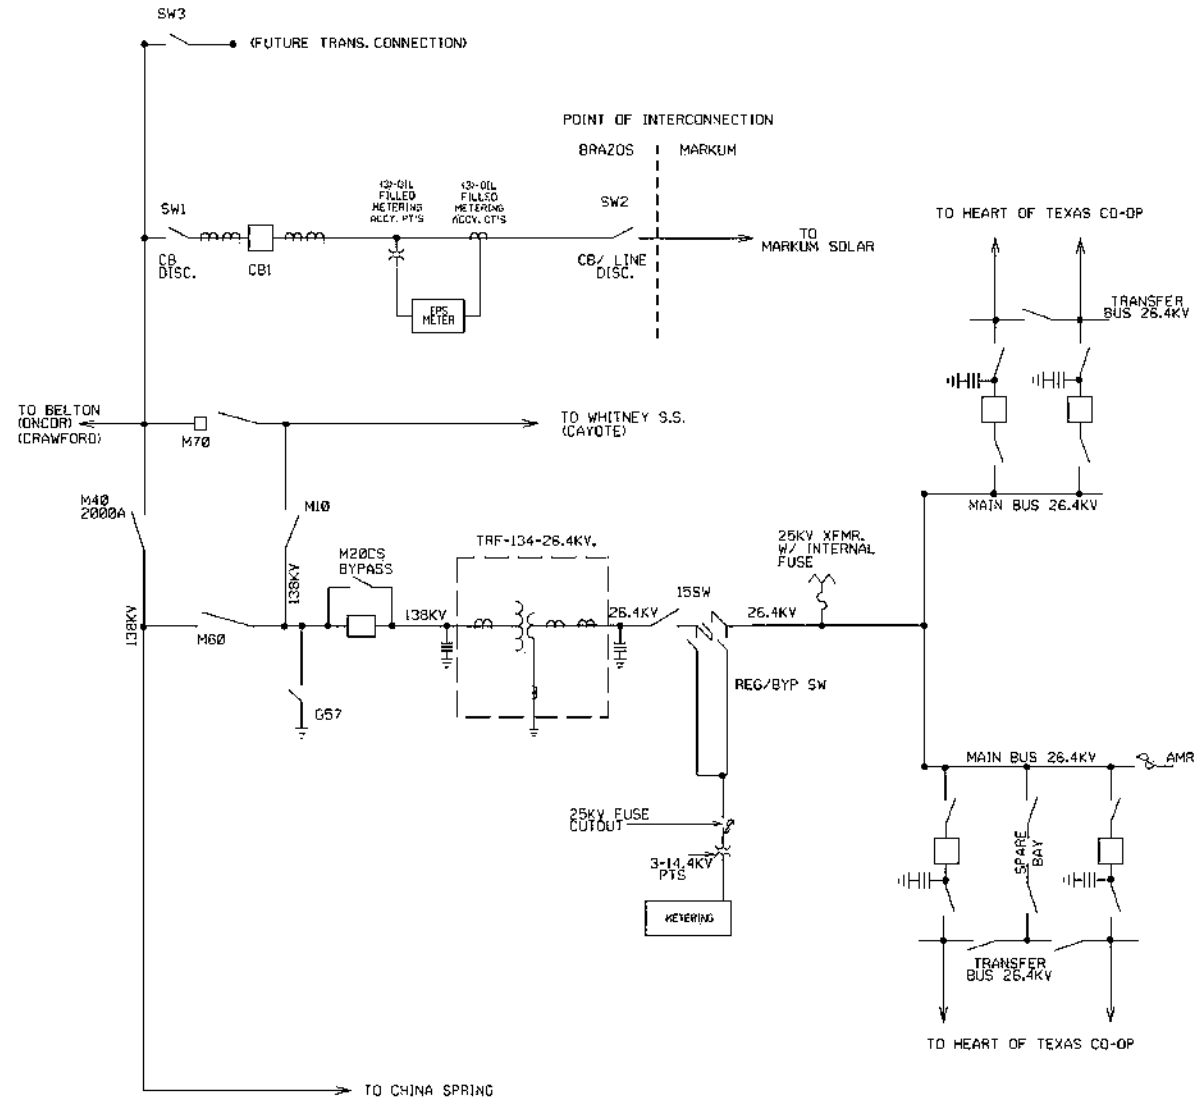 SW3
(FUTURE TRANS. CONNECTION)
POINT OF INTERCONNECTION
BRAZOS
MARKUM
(3)-OIL
FILLED
METERING
ACCY. PT'S
(3)-OIL
FILLED
METERING
ACCY. CT'S
SW1
SW2
CB
DISC.
CB1
CB/ LINE
DISC.
TO
MARKUM SOLAR
EPS
METER
TO HEART OF TEXAS CO-OP
TRANSFER
BUS 26.4KV
TO BELTON
(ONCOR)
(CRAWFORD)
M70
TO WHITNEY S.S.
(CAYOTE)
M40
2000A
M10
MAIN BUS 26.4KV
138KV
138KV
M60
M20CS
BYPASS
138KV
TRF-134-26.4KV.
26.4KV
15SW
25KV XFMR.
W/ INTERNAL
FUSE
26.4KV
REG/BYP SW
G57
MAIN BUS 26.4KV
AMR
25KV FUSE
CUTOUT
3-14.4KV
PTS
METERING
SPARE
BAY
TRANSFER
BUS 26.4KV
TO HEART OF TEXAS CO-OP
TO CHINA SPRING